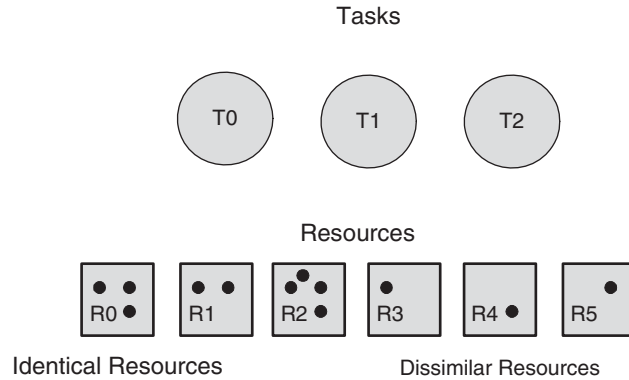 Tasks
T0 T1 T2
Resources
R0 R1 R2 R3 R4 R5
Identical Resources Dissimilar Resources